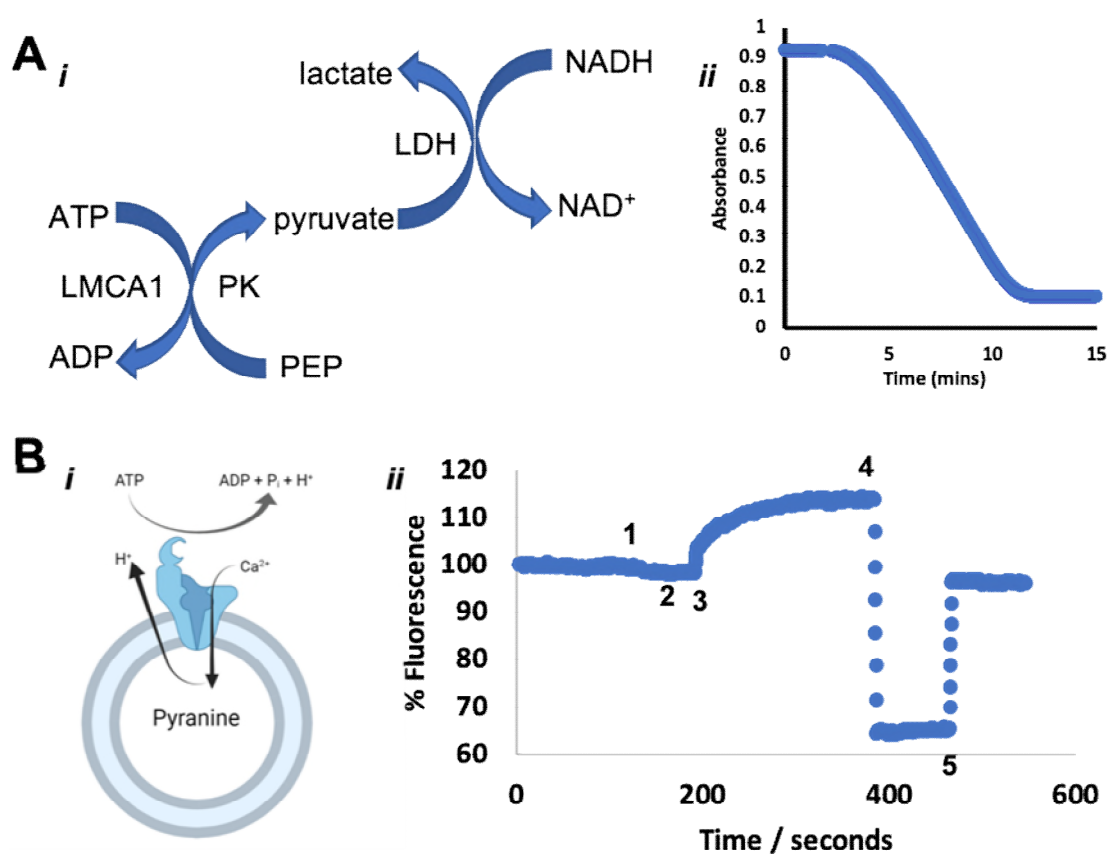 A
i
lactate
NADH
LDH
ATP
pyruvate
NAD⁺
LMCA1
PK
ADP
PEP
ii
Absorbance
1
0.9
0.8
0.7
0.6
0.5
0.4
0.3
0.2
0.1
0
0 5 10 15
Time (mins)
B
i
ATP
ADP + Pᵢ + H⁺
H⁺
Ca²⁺
Pyranine
ii
% Fluorescence
120
110
100
90
80
70
60
1
2
3
4
5
0 200 400 600
Time / seconds